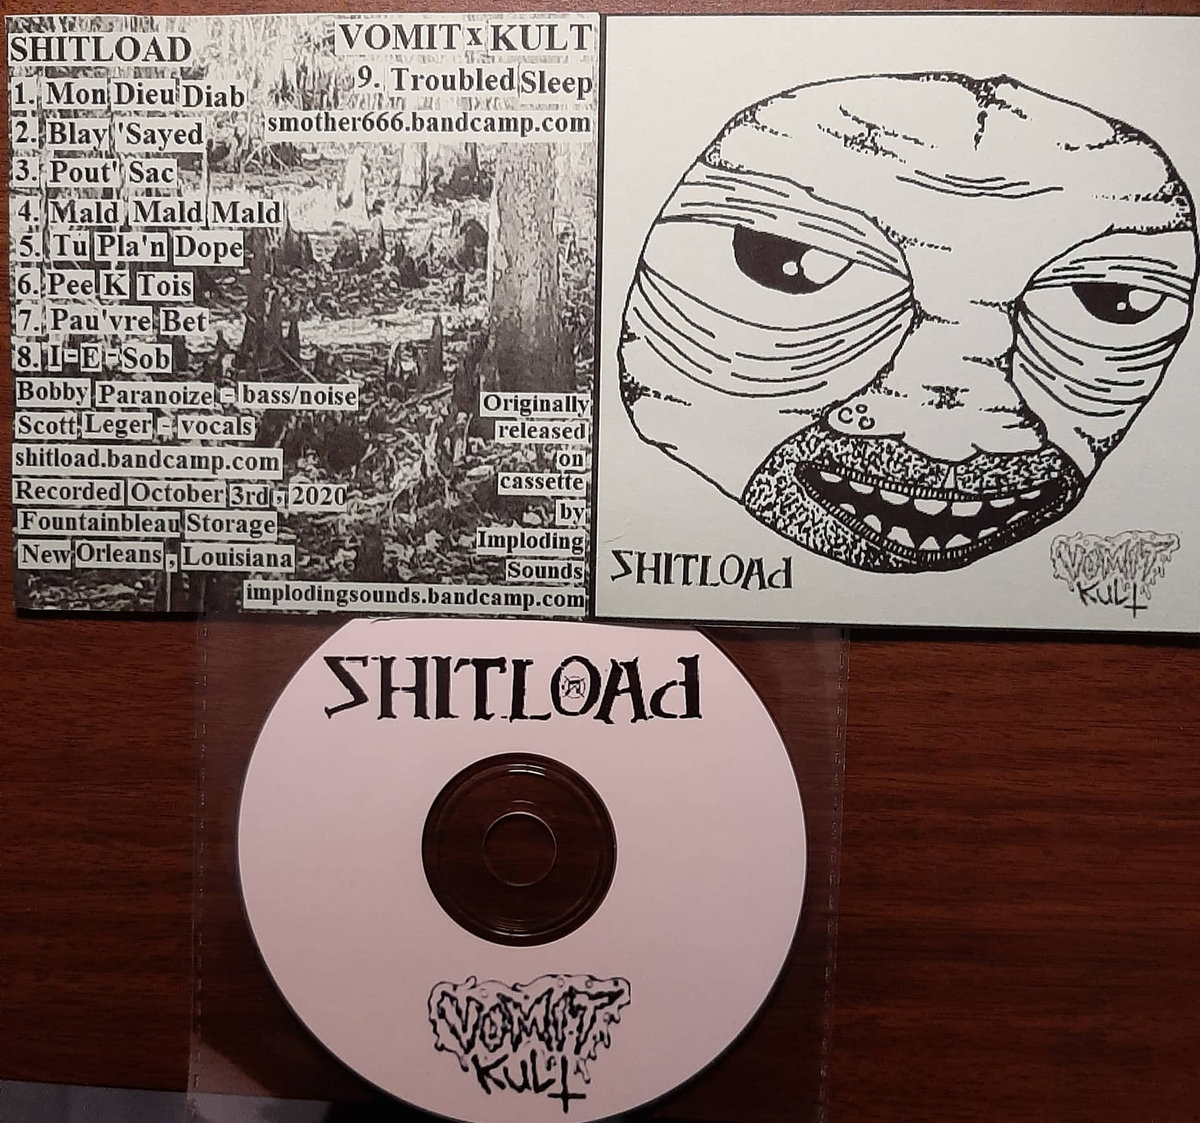 SHITLOAD
1. Mon Dieu Diab
2. Blay 'Sayed
3. Pout' Sac
4. Mald Mald Mald
5. Tu Pla'n Dope
6. Pee K Tois
7. Pau'vre Bet
8. I-E-Sob
Bobby Paranoize - bass/noise
Scott Leger - vocals
shitload.bandcamp.com
Recorded October 3rd, 2020
Fountainbleau Storage
New Orleans, Louisiana
VOMIT x KULT
9. Troubled Sleep
smother666.bandcamp.com
Originally
released
on
cassette
by
Imploding
Sounds
implodingsounds.bandcamp.com
SHITLOAd
VOMIT
KULT
SHITLOAd
VOMIT
KULT